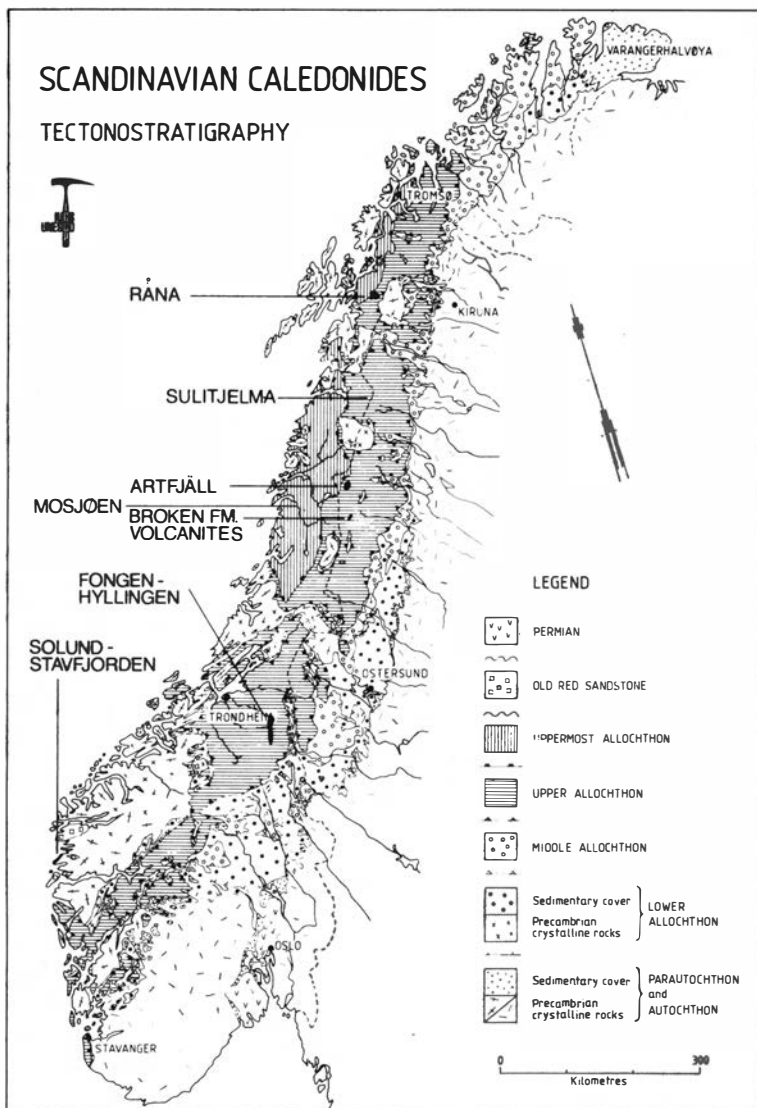 SCANDINAVIAN CALEDONIDES
TECTONOSTRATIGRAPHY
VARANGERHALVØYA
TROMSØ
RÅNA
KIRUNA
SULITJELMA
ARTFJÄLL
MOSJØEN
BROKEN FM.
VOLCANITES
FONGEN-
HYLLINGEN
SOLUND-
STAVFJORDEN
ÖSTERSUND
TRONDHEIM
OSLO
STAVANGER
LEGEND
PERMIAN
OLD RED SANDSTONE
UPPERMOST ALLOCHTHON
UPPER ALLOCHTHON
MIDDLE ALLOCHTHON
Sedimentary cover
Precambrian
crystalline rocks
LOWER
ALLOCHTHON
Sedimentary cover
Precambrian
crystalline rocks
PARAUTOCHTHON
and
AUTOCHTHON
0 300
Kilometres